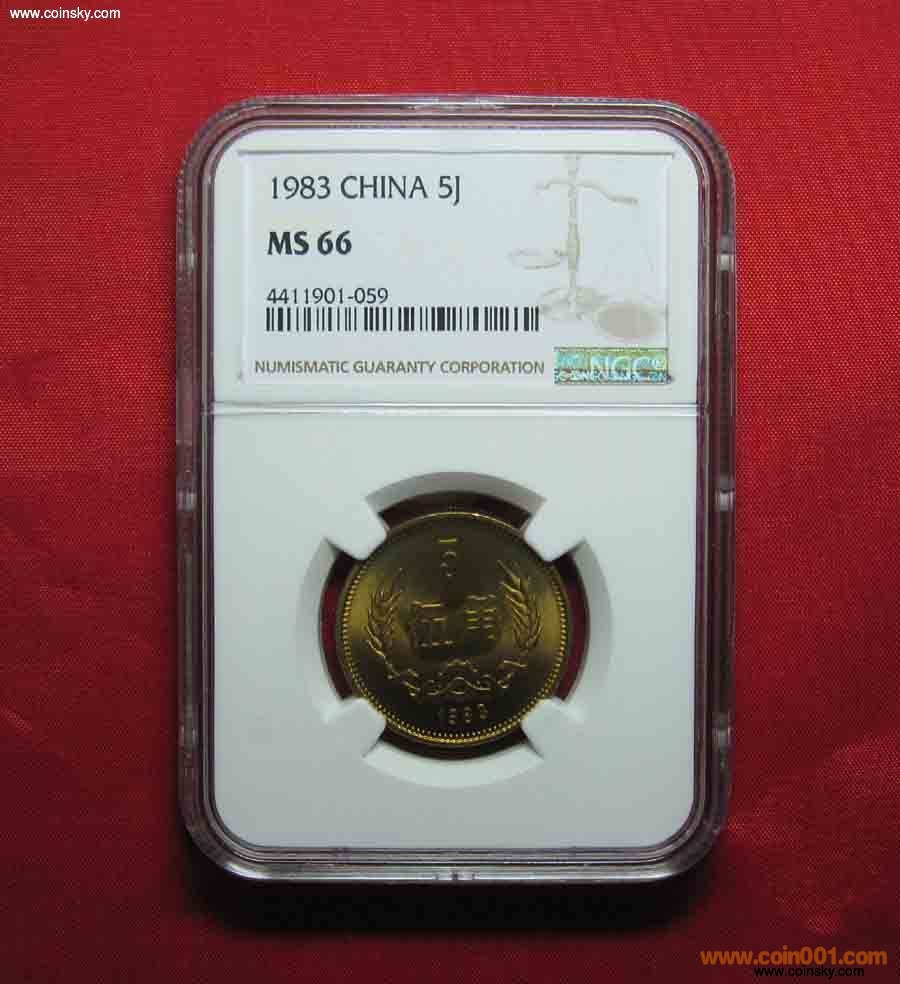 www.coinsky.com
1983 CHINA 5J
MS 66
4411901-059
NUMISMATIC GUARANTY CORPORATION
NGC
5
伍角
1983
www.coin001.com
www.coinsky.com